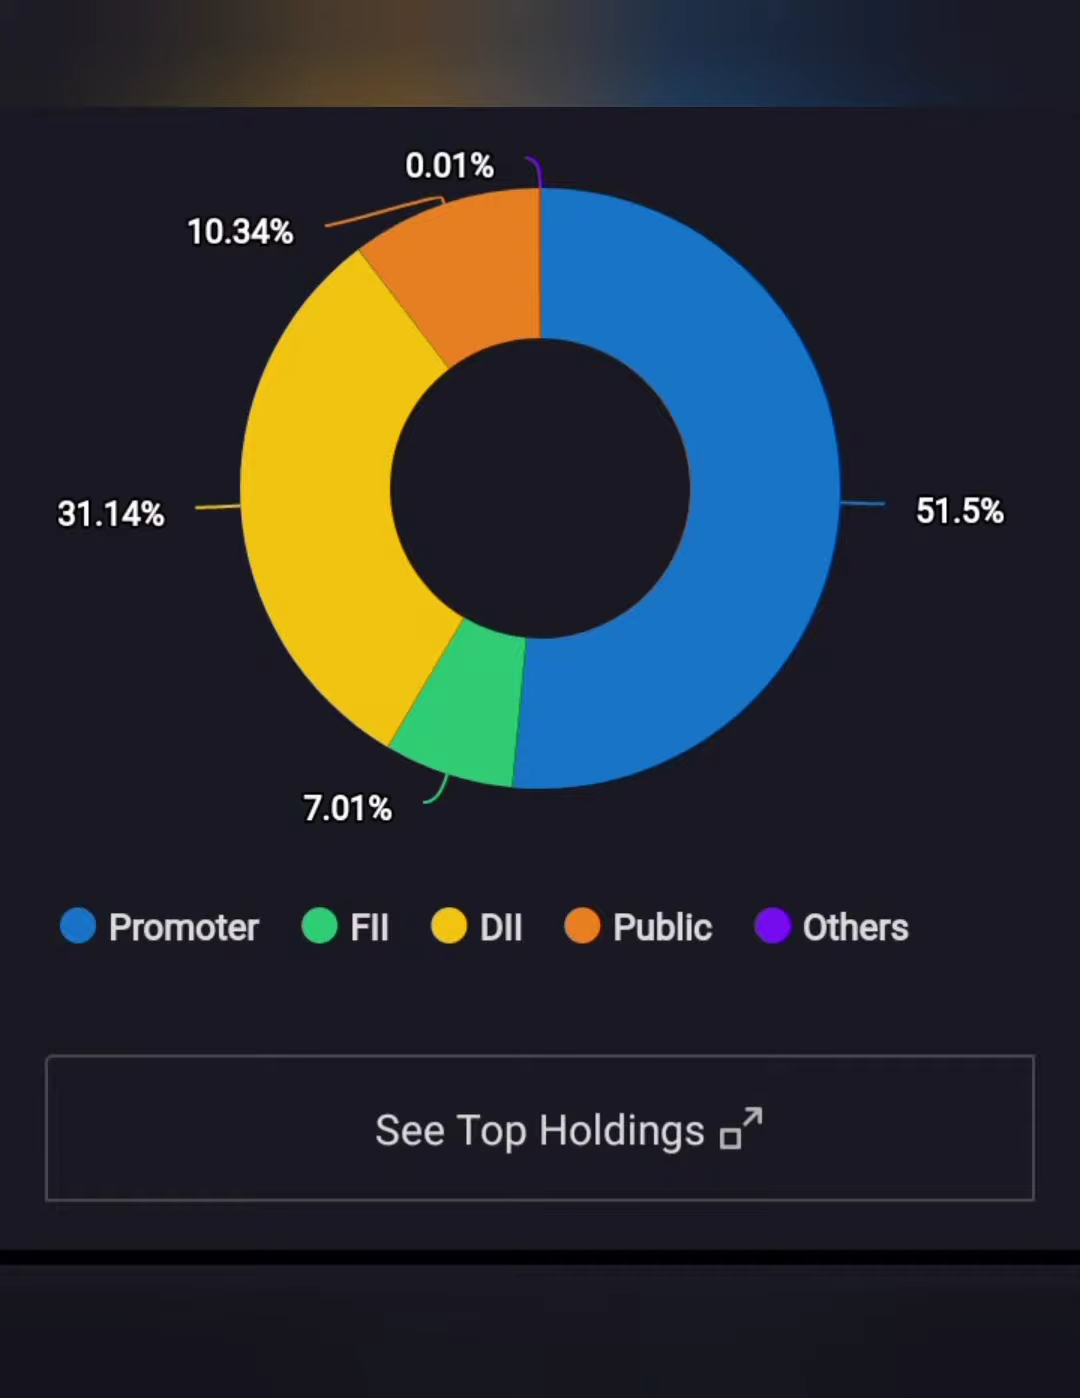 0.01%
10.34%
31.14%
51.5%
7.01%
Promoter FII DII Public Others
See Top Holdings